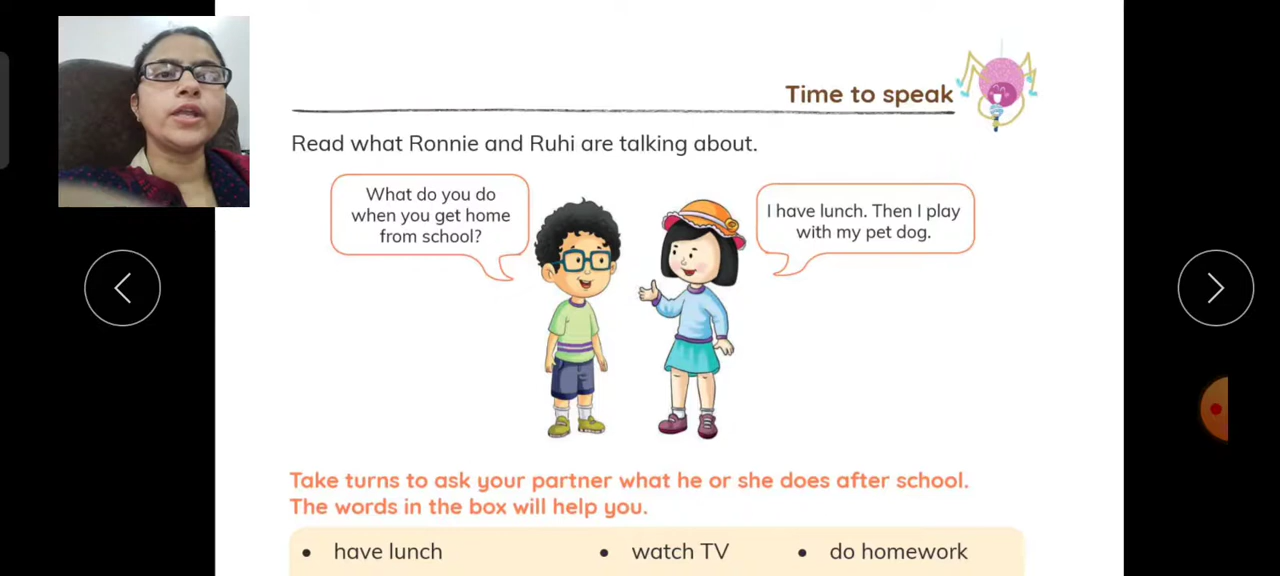 Time to speak
Read what Ronnie and Ruhi are talking about.
What do you do
when you get home
from school?
I have lunch. Then I play
with my pet dog.
Take turns to ask your partner what he or she does after school.
The words in the box will help you.
• have lunch
• watch TV
• do homework